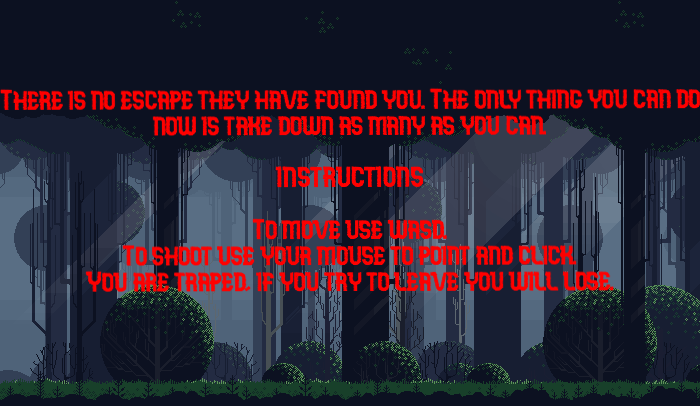 There is no escape they have found you. The only thing you can do
now is take down as many as you can.
Instructions
To move use WASD.
To shoot use your mouse to point and click.
You are traped. If you try to leave you will lose.